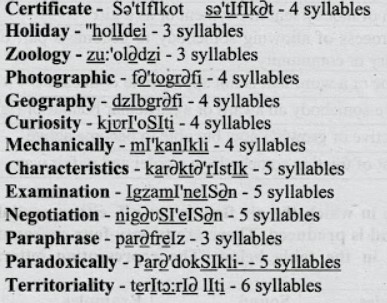 Certificate - Sə'tIfIkot   sə'tIfIkət - 4 syllables
Holiday - "holIdei - 3 syllables
Zoology - zu:'olədzi - 3 syllables
Photographic - fə'togrəfi - 4 syllables
Geography - dzIbgrəfi - 4 syllables
Curiosity - kjʊrI'oSIti - 4 syllables
Mechanically - mI'kanIkli - 4 syllables
Characteristics - karəktə'rIstIk - 5 syllables
Examination - IgzamI'neISən - 5 syllables
Negotiation - nigəʊSI'eISən - 5 syllables
Paraphrase - parəfreIz - 3 syllables
Paradoxically - Parə'dokSIkli- - 5 syllables
Territoriality - terIto:rIə lIti - 6 syllables